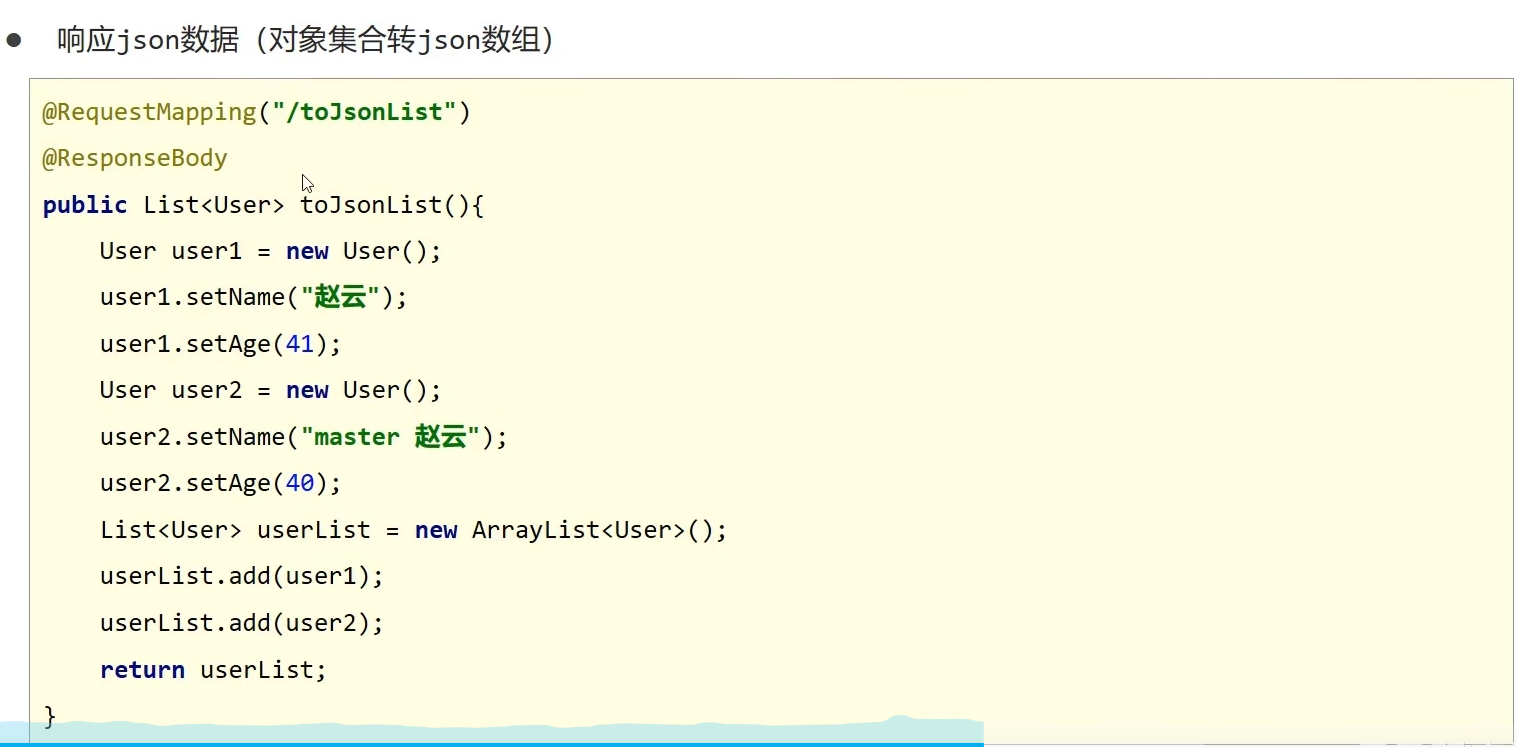 ● 响应json数据（对象集合转json数组）
@RequestMapping("/toJsonList")
@ResponseBody
public List<User> toJsonList(){
    User user1 = new User();
    user1.setName("赵云");
    user1.setAge(41);
    User user2 = new User();
    user2.setName("master 赵云");
    user2.setAge(40);
    List<User> userList = new ArrayList<User>();
    userList.add(user1);
    userList.add(user2);
    return userList;
}